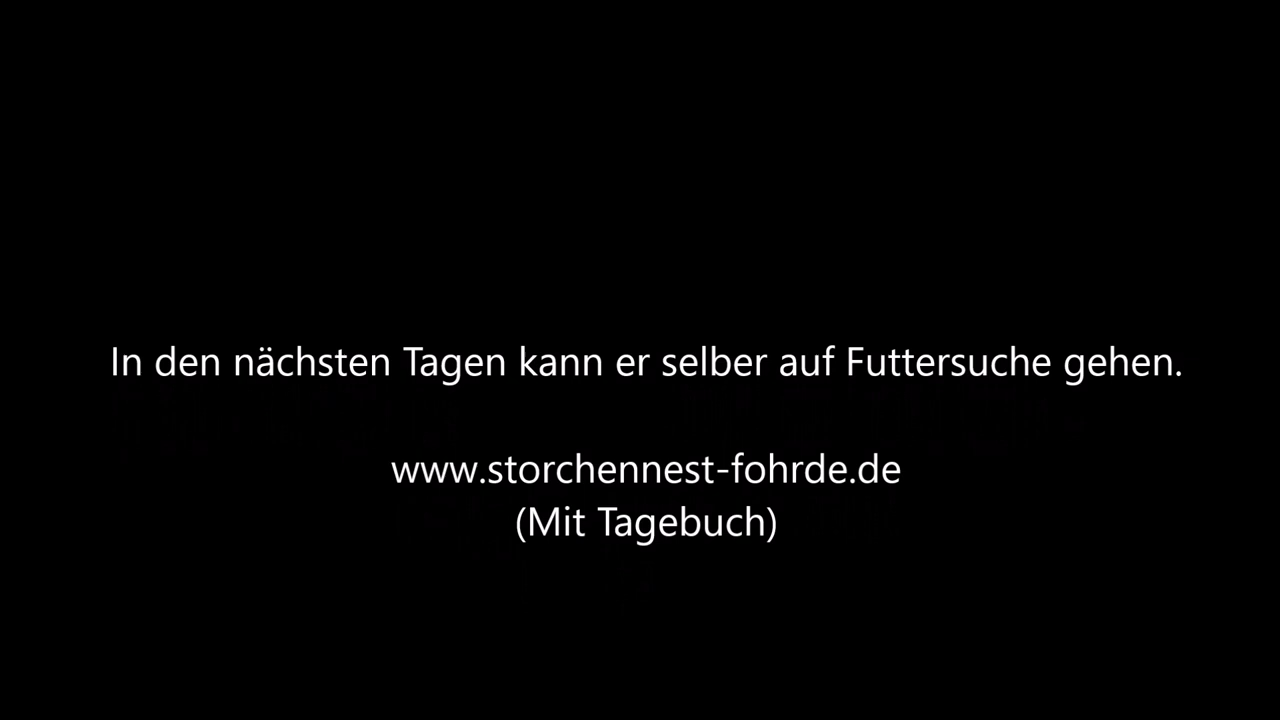 In den nächsten Tagen kann er selber auf Futtersuche gehen.
www.storchennest-fohrde.de
(Mit Tagebuch)